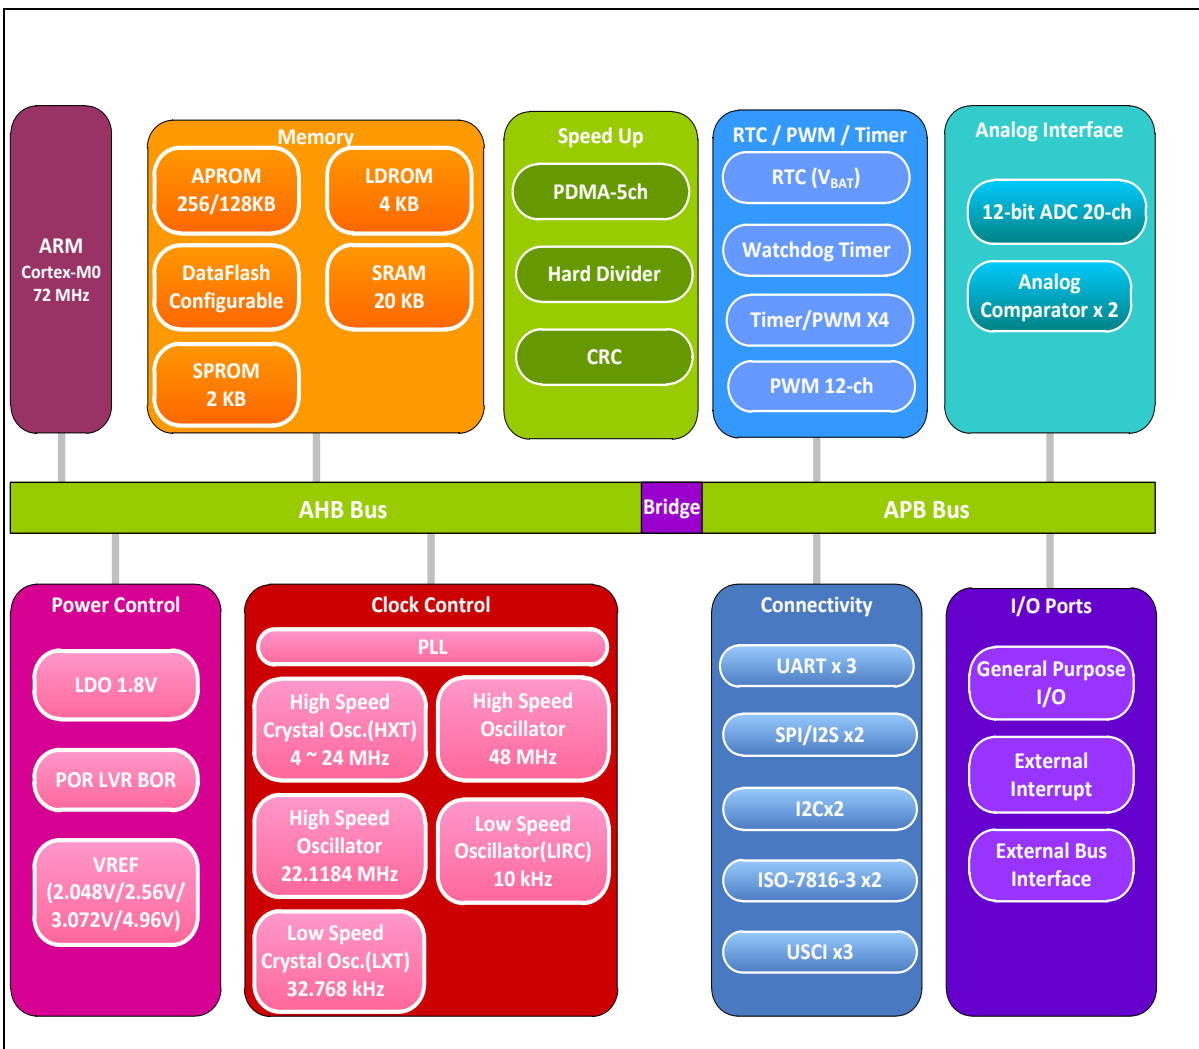 ARM
Cortex-M0
72 MHz
Memory
APROM
256/128KB
LDROM
4 KB
DataFlash
Configurable
SRAM
20 KB
SPROM
2 KB
Speed Up
PDMA-5ch
Hard Divider
CRC
RTC / PWM / Timer
RTC (VBAT)
Watchdog Timer
Timer/PWM X4
PWM 12-ch
Analog Interface
12-bit ADC 20-ch
Analog
Comparator x 2
AHB Bus
Bridge
APB Bus
Power Control
LDO 1.8V
POR LVR BOR
VREF
(2.048V/2.56V/
3.072V/4.96V)
Clock Control
PLL
High Speed
Crystal Osc.(HXT)
4 ~ 24 MHz
High Speed
Oscillator
48 MHz
High Speed
Oscillator
22.1184 MHz
Low Speed
Oscillator(LIRC)
10 kHz
Low Speed
Crystal Osc.(LXT)
32.768 kHz
Connectivity
UART x 3
SPI/I2S x2
I2Cx2
ISO-7816-3 x2
USCI x3
I/O Ports
General Purpose
I/O
External
Interrupt
External Bus
Interface